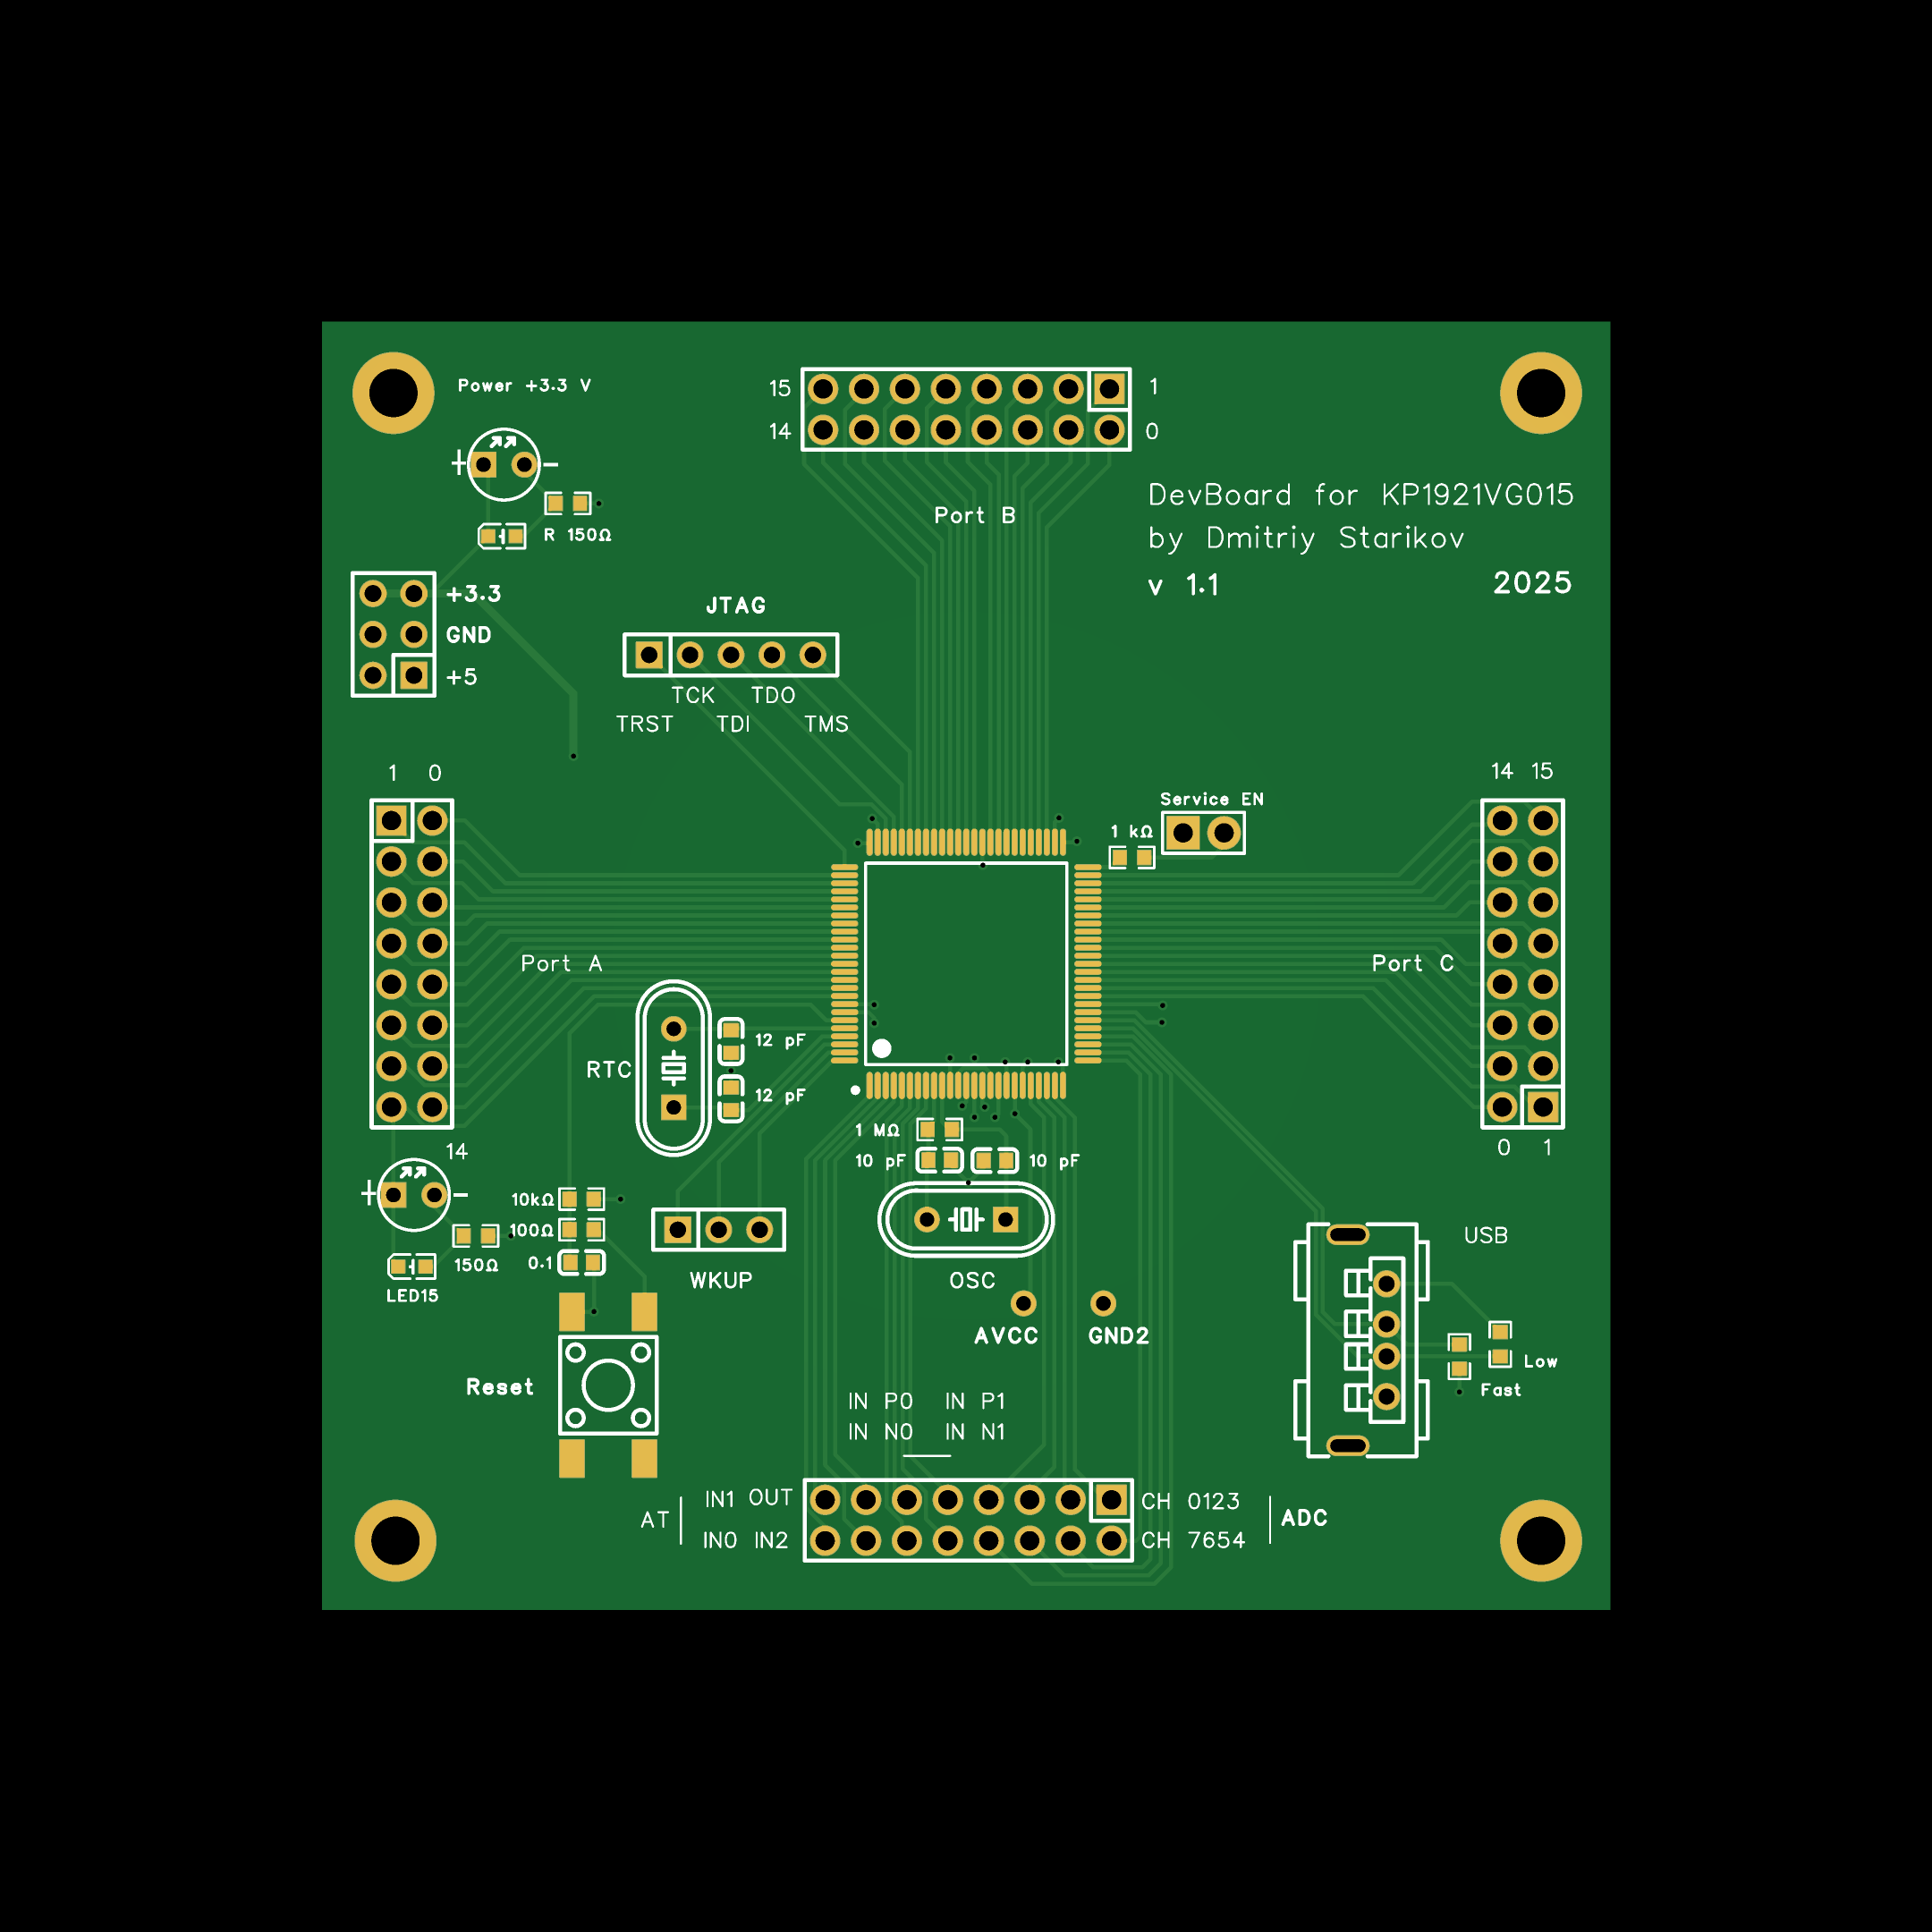 Power +3.3 V
15
1
14
0
R 150Ω
Port B
DevBoard for KP1921VG015
by Dmitriy Starikov
v 1.1 2025
+3.3
GND
+5
JTAG
TCK TDO
TRST TDI TMS
1 0
14 15
Service EN
1 kΩ
Port A
Port C
RTC
12 pF
12 pF
1 MΩ
10 pF
10 pF
14
0 1
+ -
10kΩ
100Ω
0.1
150Ω
LED15
WKUP
OSC
USB
AVCC GND2
Low
Fast
Reset
IN P0 IN P1
IN N0 IN N1
AT
IN1 OUT
IN0 IN2
CH 0123
CH 7654
ADC